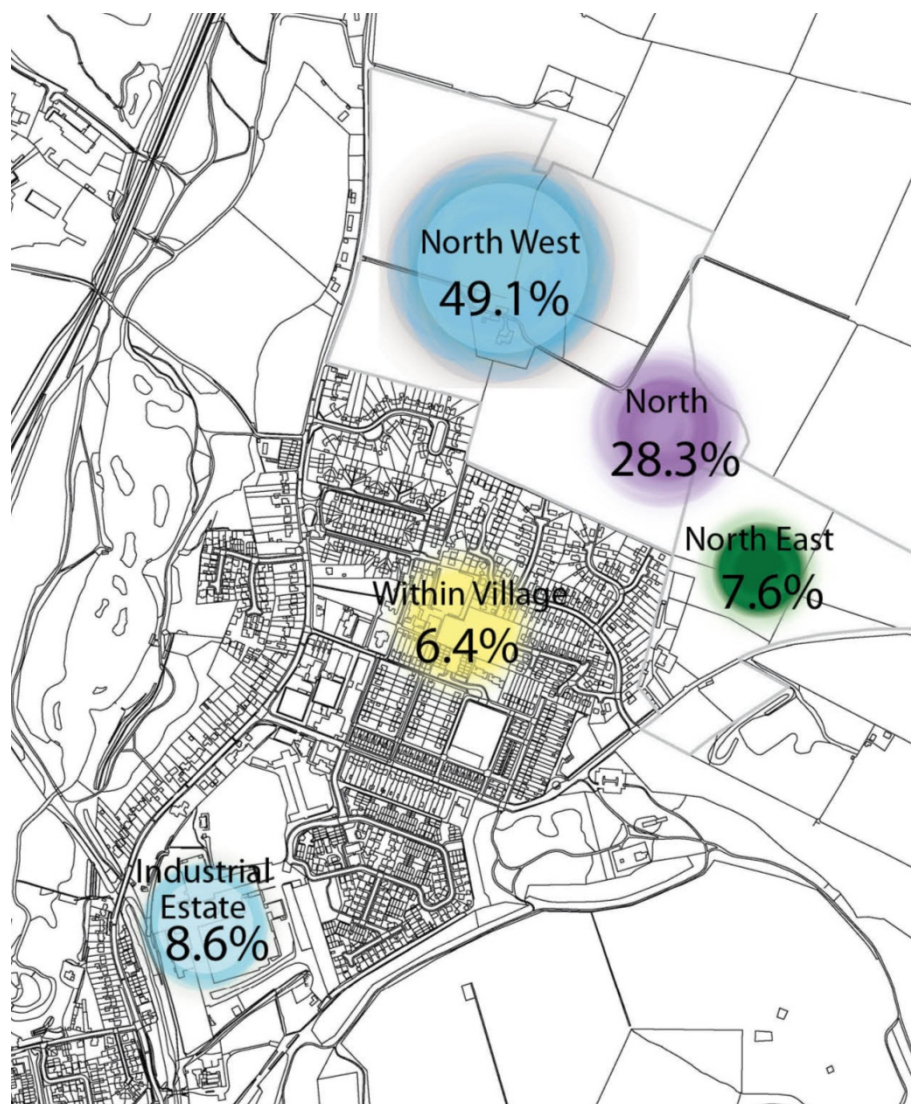 North West
49.1%
North
28.3%
North East
7.6%
Within Village
6.4%
Industrial
Estate
8.6%